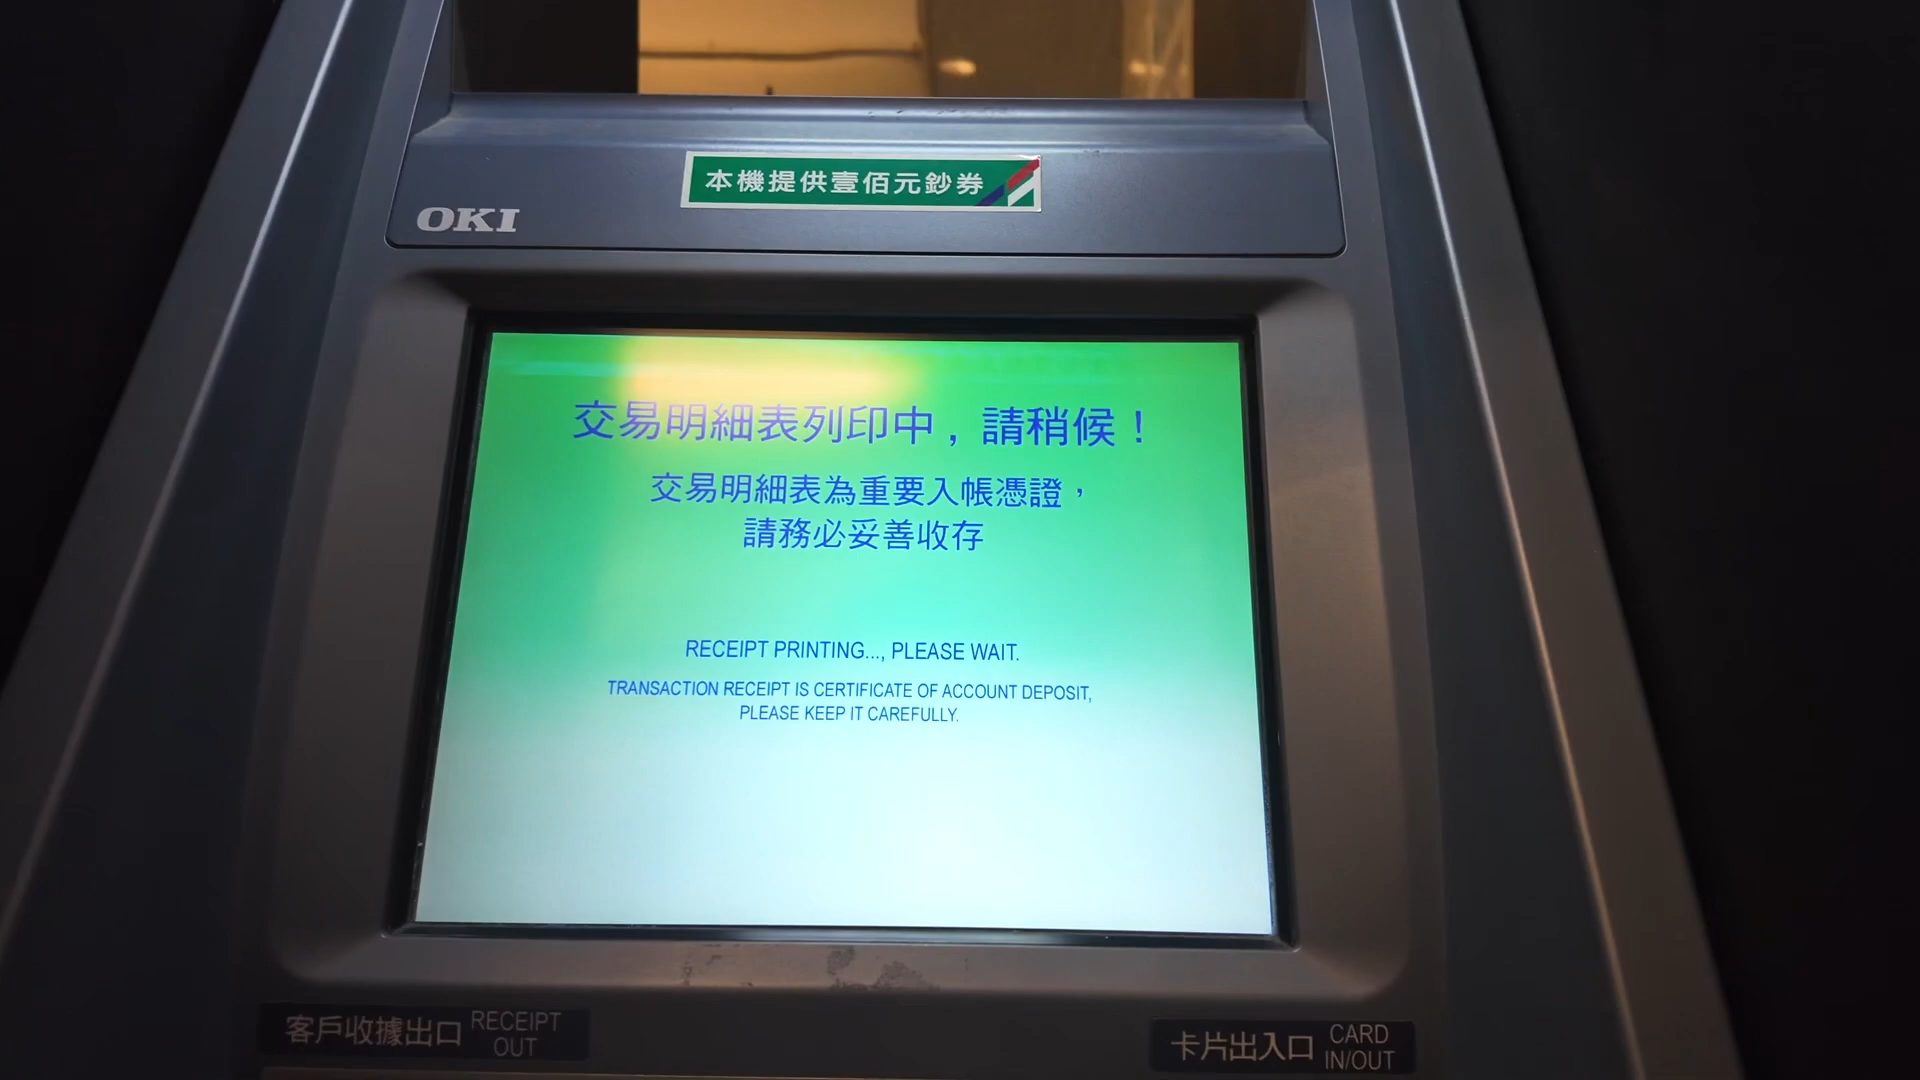 本機提供壹佰元鈔券
OKI
交易明細表列印中，請稍候！
交易明細表為重要入帳憑證，
請務必妥善收存
RECEIPT PRINTING..., PLEASE WAIT.
TRANSACTION RECEIPT IS CERTIFICATE OF ACCOUNT DEPOSIT,
PLEASE KEEP IT CAREFULLY.
客戶收據出口 RECEIPT OUT
卡片出入口 CARD IN/OUT